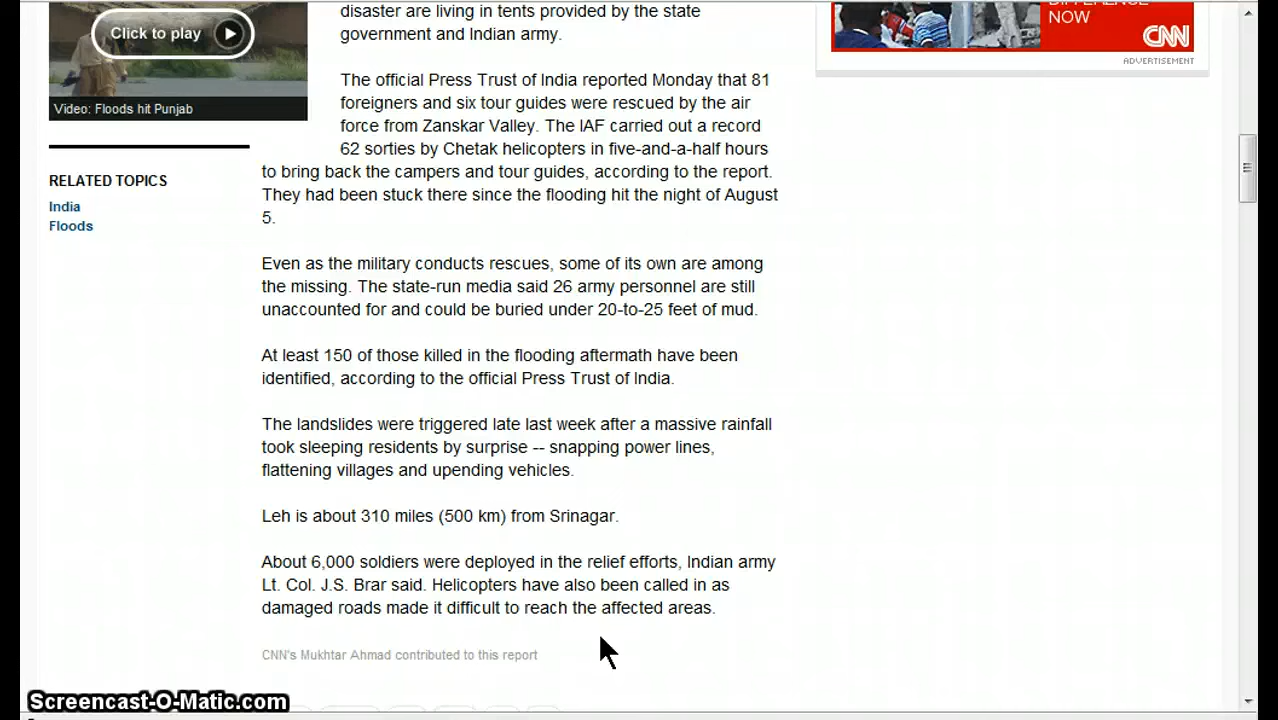 Click to play
Video: Floods hit Punjab
RELATED TOPICS
India
Floods
disaster are living in tents provided by the state
government and Indian army.
The official Press Trust of India reported Monday that 81
foreigners and six tour guides were rescued by the air
force from Zanskar Valley. The IAF carried out a record
62 sorties by Chetak helicopters in five-and-a-half hours
to bring back the campers and tour guides, according to the report.
They had been stuck there since the flooding hit the night of August
5.
Even as the military conducts rescues, some of its own are among
the missing. The state-run media said 26 army personnel are still
unaccounted for and could be buried under 20-to-25 feet of mud.
At least 150 of those killed in the flooding aftermath have been
identified, according to the official Press Trust of India.
The landslides were triggered late last week after a massive rainfall
took sleeping residents by surprise -- snapping power lines,
flattening villages and upending vehicles.
Leh is about 310 miles (500 km) from Srinagar.
About 6,000 soldiers were deployed in the relief efforts, Indian army
Lt. Col. J.S. Brar said. Helicopters have also been called in as
damaged roads made it difficult to reach the affected areas.
CNN's Mukhtar Ahmad contributed to this report
NOW
CNN
ADVERTISEMENT
Screencast-O-Matic.com